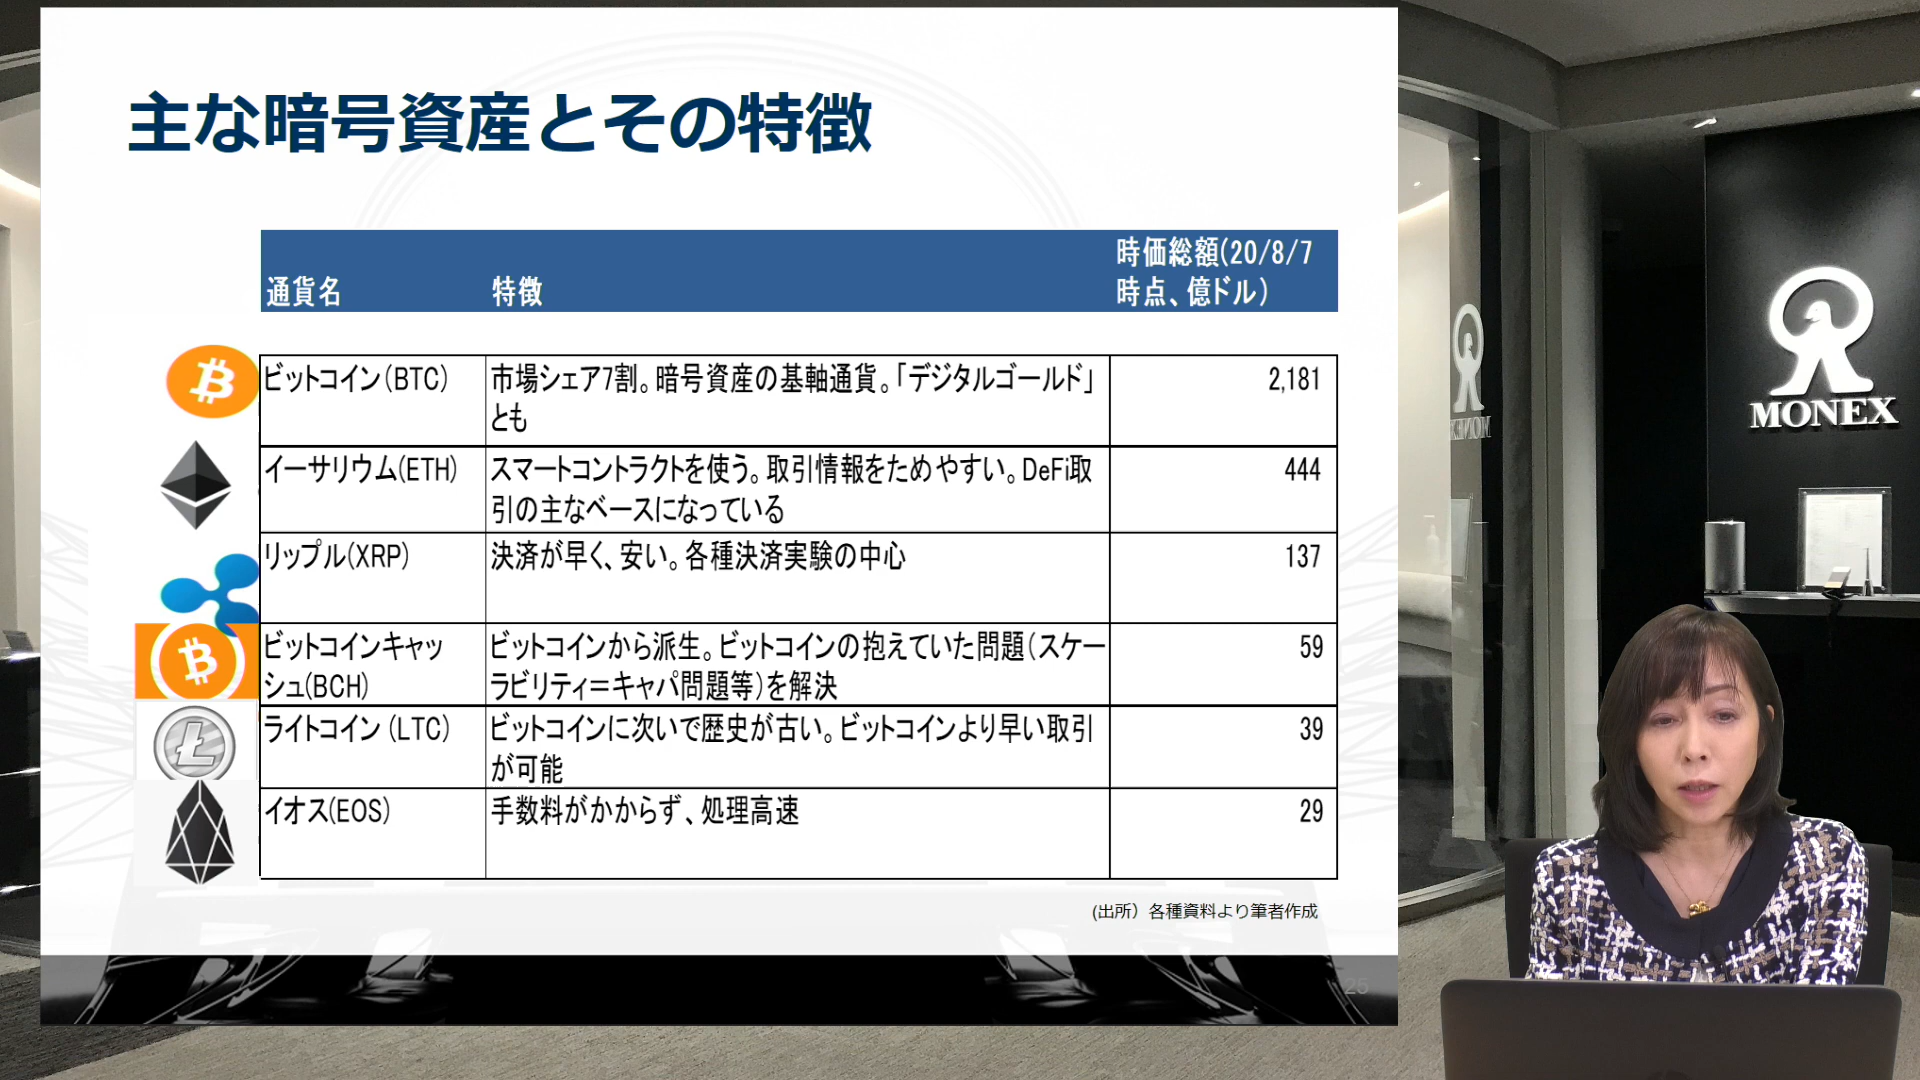 主な暗号資産とその特徴
通貨名
特徴
時価総額(20/8/7
時点、億ドル)
ビットコイン(BTC)
市場シェア7割。暗号資産の基軸通貨。「デジタルゴールド」
とも
2,181
イーサリウム(ETH)
スマートコントラクトを使う。取引情報をためやすい。DeFi取
引の主なベースになっている
444
リップル(XRP)
決済が早く、安い。各種決済実験の中心
137
ビットコインキャッ
シュ(BCH)
ビットコインから派生。ビットコインの抱えていた問題(スケー
ラビリティ=キャパ問題等)を解決
59
ライトコイン (LTC)
ビットコインに次いで歴史が古い。ビットコインより早い取引
が可能
39
イオス(EOS)
手数料がかからず、処理高速
29
(出所）各種資料より筆者作成
25
MONEX
MONEX